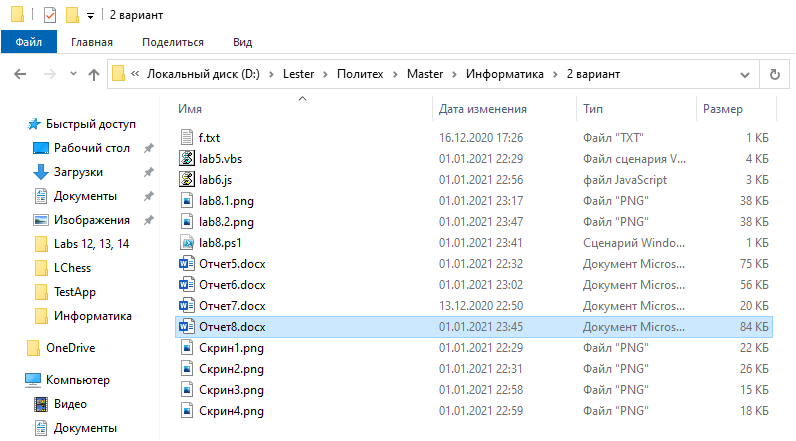 2 вариант
Файл Главная Поделиться Вид
« Локальный диск (D:) › Lester › Политех › Master › Информатика › 2 вариант
Имя Дата изменения Тип Размер
Быстрый доступ
Рабочий стол
Загрузки
Документы
Изображения
Labs 12, 13, 14
LChess
TestApp
Информатика
OneDrive
Компьютер
Видео
Документы
f.txt 16.12.2020 17:26 Файл "TXT" 1 КБ
lab5.vbs 01.01.2021 22:29 Файл сценария V... 4 КБ
lab6.js 01.01.2021 22:56 файл JavaScript 3 КБ
lab8.1.png 01.01.2021 23:17 Файл "PNG" 38 КБ
lab8.2.png 01.01.2021 23:47 Файл "PNG" 38 КБ
lab8.ps1 01.01.2021 23:41 Сценарий Windo... 1 КБ
Отчет5.docx 01.01.2021 22:32 Документ Micros... 75 КБ
Отчет6.docx 01.01.2021 23:02 Документ Micros... 56 КБ
Отчет7.docx 13.12.2020 22:50 Документ Micros... 20 КБ
Отчет8.docx 01.01.2021 23:45 Документ Micros... 84 КБ
Скрин1.png 01.01.2021 22:29 Файл "PNG" 22 КБ
Скрин2.png 01.01.2021 22:31 Файл "PNG" 26 КБ
Скрин3.png 01.01.2021 22:58 Файл "PNG" 15 КБ
Скрин4.png 01.01.2021 22:59 Файл "PNG" 18 КБ